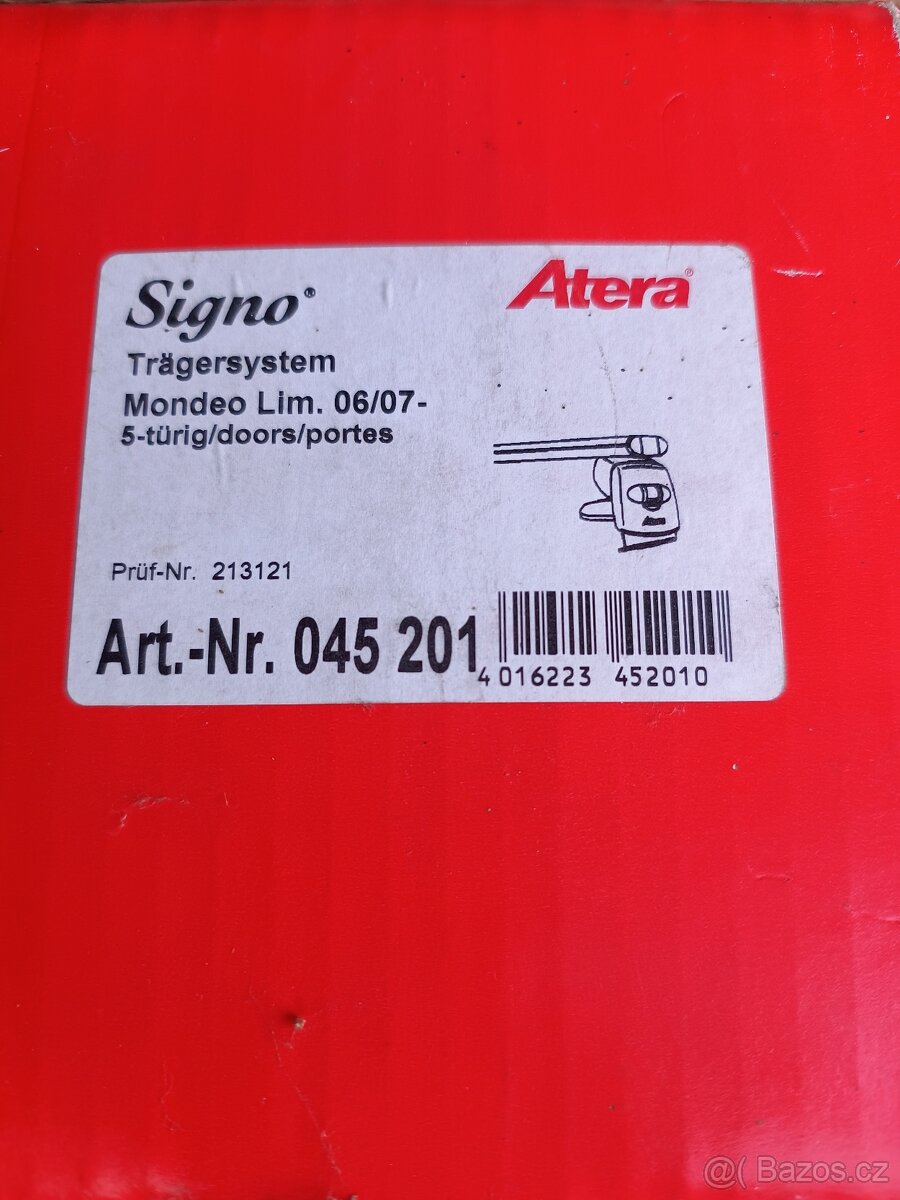 Signo®
Atera®
Trägersystem
Mondeo Lim. 06/07-
5-türig/doors/portes
Prüf-Nr. 213121
Art.-Nr. 045 201
4 016223 452010
@( Bazos.cz